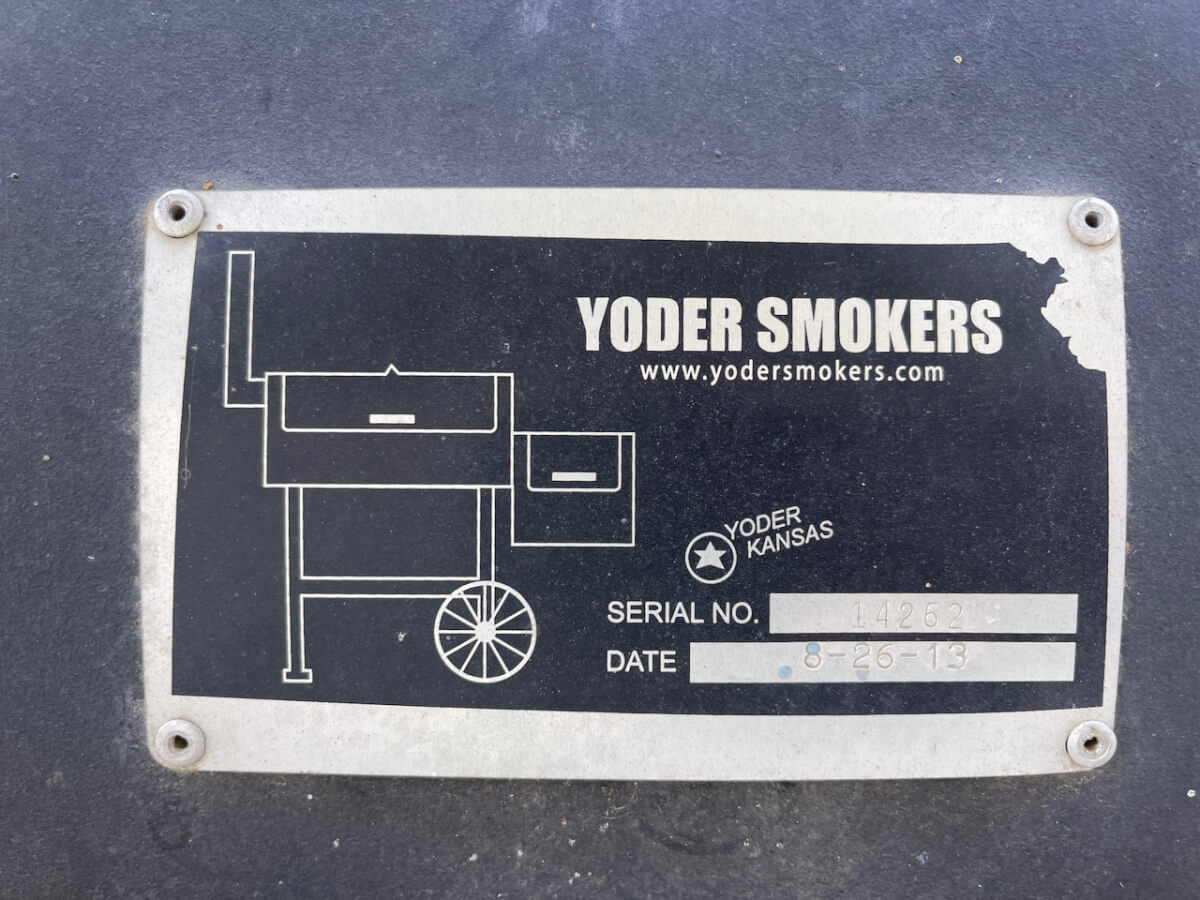 YODER SMOKERS
www.yodersmokers.com
YODER
KANSAS
SERIAL NO. 14262
DATE 8-26-13